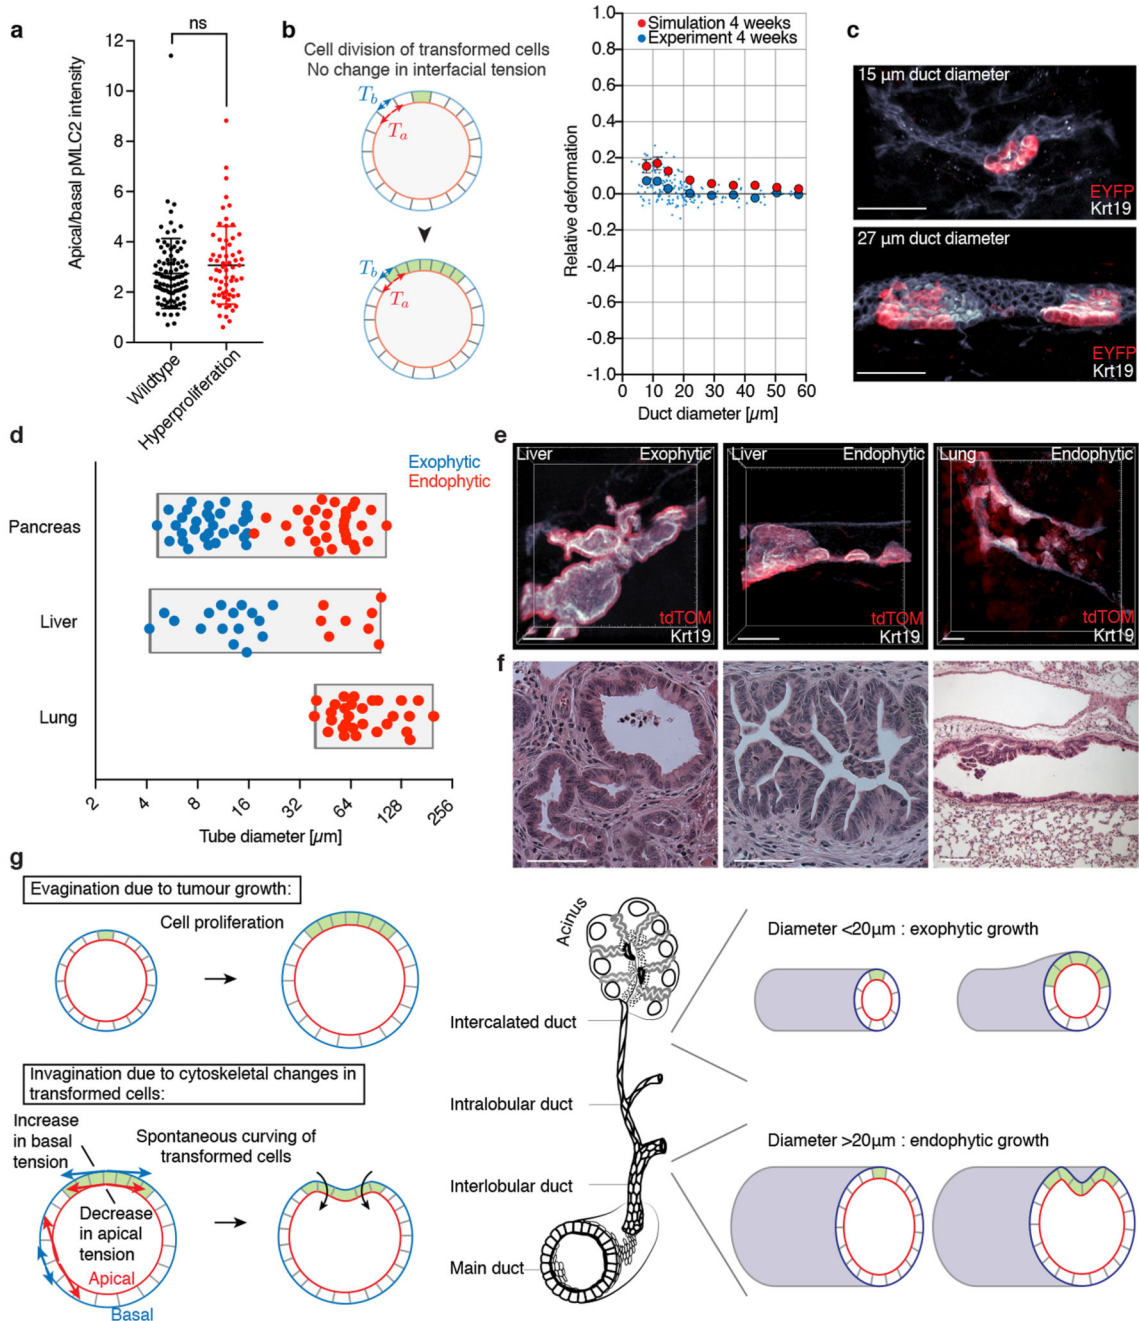 a
ns
Apical/basal pMLC2 intensity
12
10
8
6
4
2
0
Wildtype
Hyperproliferation
b
Cell division of transformed cells
No change in interfacial tension
Tb
Ta
Tb
Ta
Simulation 4 weeks
Experiment 4 weeks
Relative deformation
1.0
0.8
0.6
0.4
0.2
0.0
-0.2
-0.4
-0.6
-0.8
-1.0
0 10 20 30 40 50 60
Duct diameter [µm]
c
15 µm duct diameter
EYFP
Krt19
27 µm duct diameter
EYFP
Krt19
d
Exophytic
Endophytic
Pancreas
Liver
Lung
2 4 8 16 32 64 128 256
Tube diameter [µm]
e
Liver Exophytic
tdTOM
Krt19
Liver Endophytic
tdTOM
Krt19
Lung Endophytic
tdTOM
Krt19
f
g
Evagination due to tumour growth:
Cell proliferation
Invagination due to cytoskeletal changes in
transformed cells:
Increase
in basal
tension
Spontaneous curving of
transformed cells
Decrease
in apical
tension
Apical
Basal
Acinus
Intercalated duct
Intralobular duct
Interlobular duct
Main duct
Diameter <20µm : exophytic growth
Diameter >20µm : endophytic growth